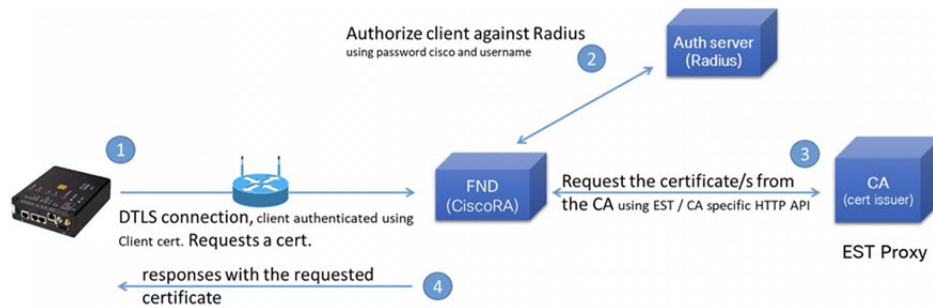 Authorize client against Radius
using password cisco and username
2
Auth server
(Radius)
1
3
FND
(CiscoRA)
Request the certificate/s from
the CA using EST / CA specific HTTP API
CA
(cert issuer)
DTLS connection, client authenticated using
Client cert. Requests a cert.
EST Proxy
responses with the requested
certificate
4